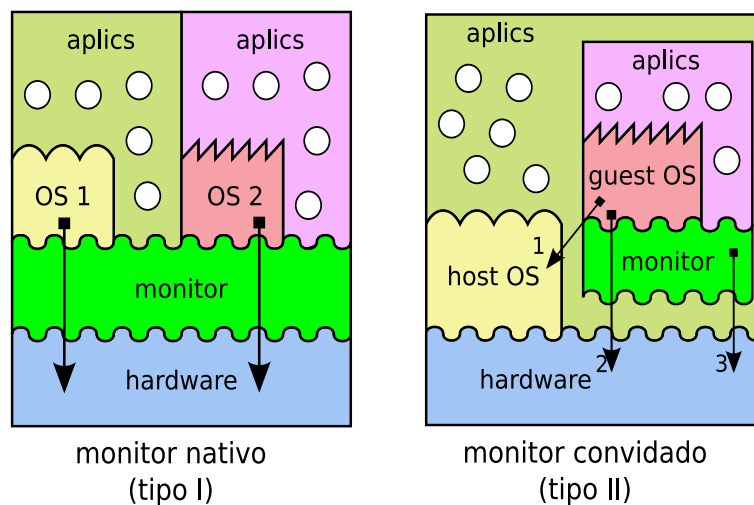 aplics
aplics
OS 1
OS 2
monitor
hardware
monitor nativo
(tipo I)
aplics
aplics
guest OS
1
host OS
monitor
hardware
2
3
monitor convidado
(tipo II)